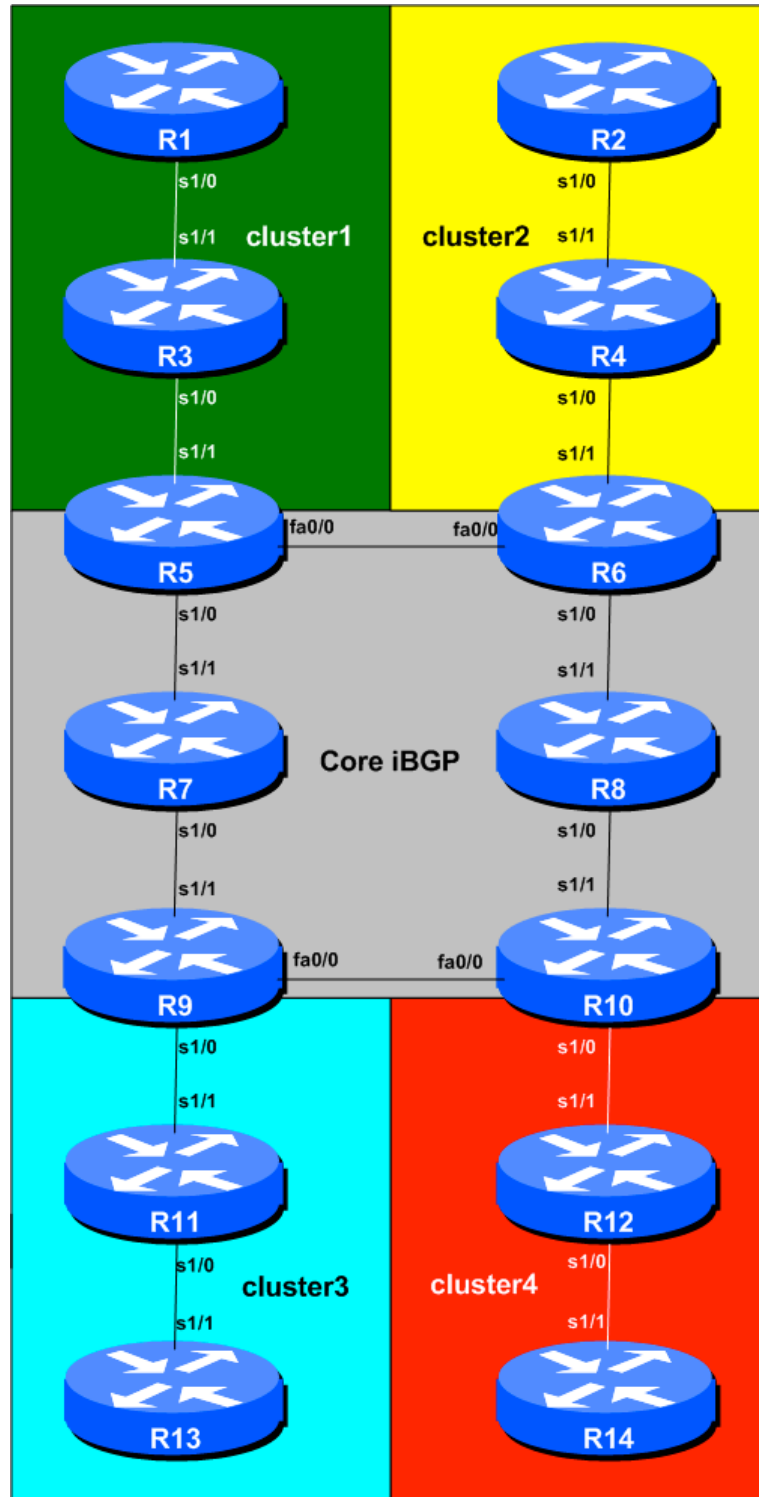 R1
R2
s1/0
s1/0
s1/1
cluster1
cluster2
s1/1
R3
R4
s1/0
s1/0
s1/1
s1/1
fa0/0
fa0/0
R5
R6
s1/0
s1/0
s1/1
s1/1
Core iBGP
R7
R8
s1/0
s1/0
s1/1
s1/1
fa0/0
fa0/0
R9
R10
s1/0
s1/0
s1/1
s1/1
R11
R12
s1/0
s1/0
cluster3
cluster4
s1/1
s1/1
R13
R14